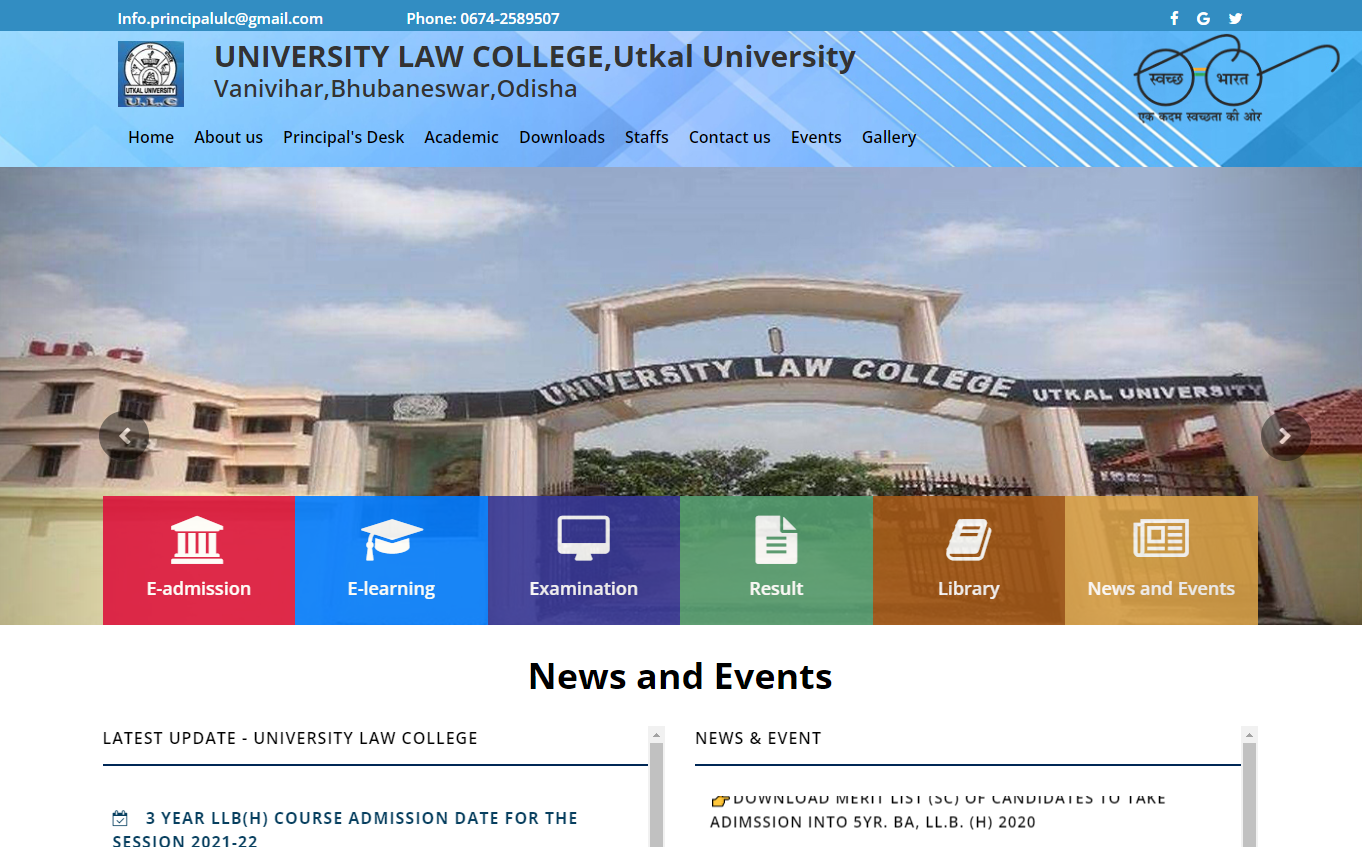 Info.principalulc@gmail.com Phone: 0674-2589507
UNIVERSITY LAW COLLEGE,Utkal University
Vanivihar,Bhubaneswar,Odisha
UTKAL UNIVERSITY
U.L.C
स्वच्छ भारत
एक कदम स्वच्छता की ओर
Home About us Principal's Desk Academic Downloads Staffs Contact us Events Gallery
ULC
UNIVERSITY LAW COLLEGE UTKAL UNIVERSITY
E-admission E-learning Examination Result Library News and Events
News and Events
LATEST UPDATE - UNIVERSITY LAW COLLEGE
3 YEAR LLB(H) COURSE ADMISSION DATE FOR THE
SESSION 2021-22
NEWS & EVENT
DOWNLOAD MERIT LIST (SC) OF CANDIDATES TO TAKE
ADIMSSION INTO 5YR. BA, LL.B. (H) 2020